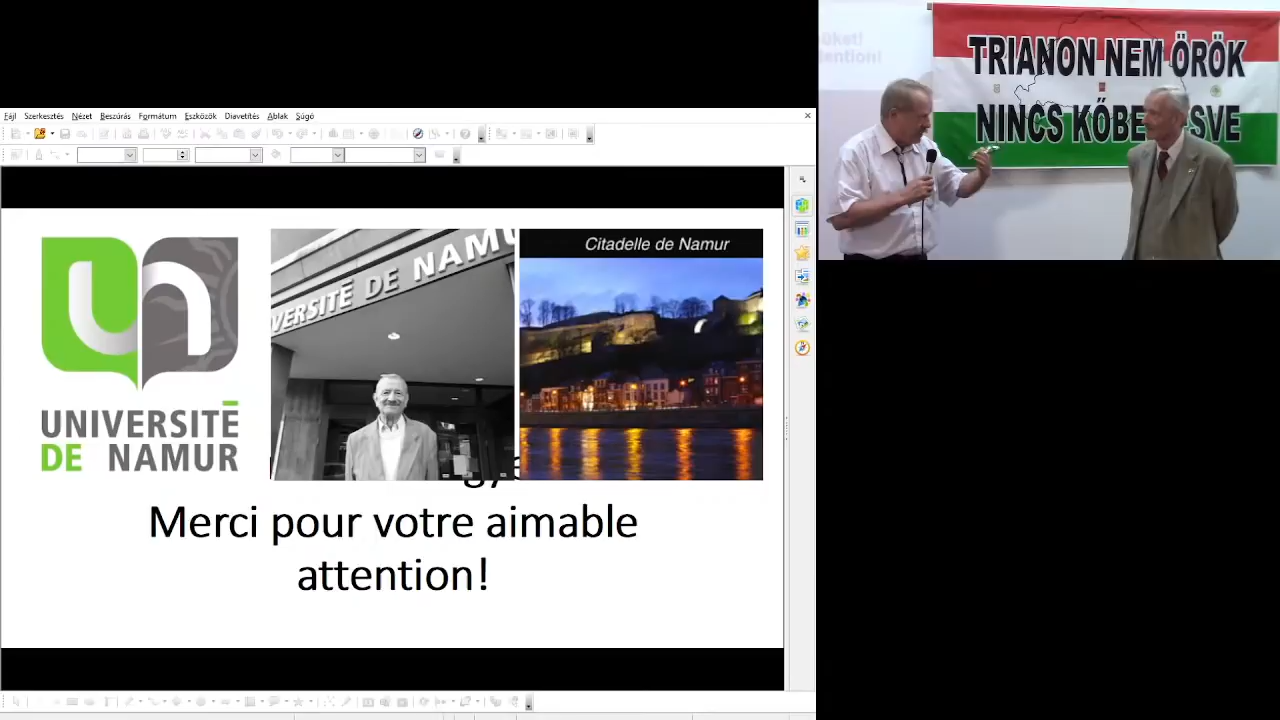 Fájl Szerkesztés Nézet Beszúrás Formátum Eszközök Diavetítés Ablak Súgó
UNIVERSITÉ
DE NAMUR
VERSITÉ DE NAMU
Citadelle de Namur
Merci pour votre aimable
attention!
TRIANON NEM ÖRÖK
NINCS KŐBE SVE